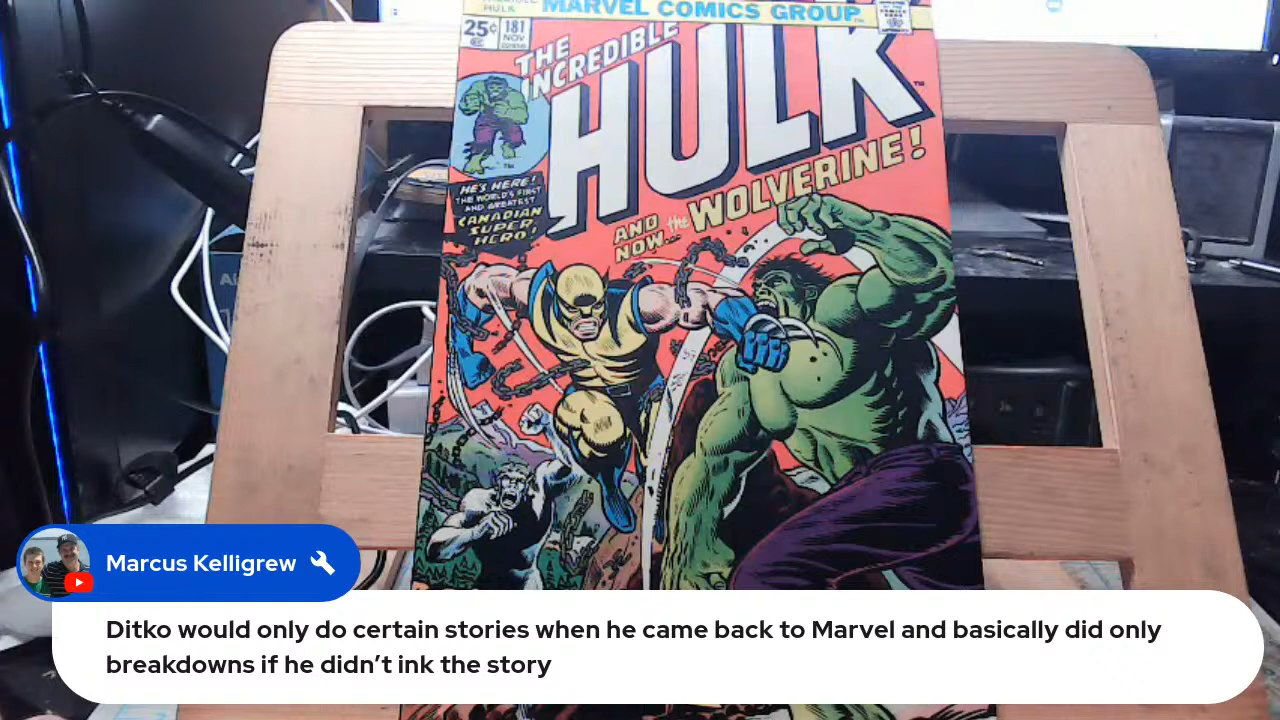 MARVEL COMICS GROUP
HULK
25¢
181
NOV
THE
INCREDIBLE
HULK
AND
NOW... the WOLVERINE!
HE'S HERE!
THE WORLD'S FIRST
AND GREATEST
CANADIAN
SUPER
HERO!
Marcus Kelligrew
Ditko would only do certain stories when he came back to Marvel and basically did only
breakdowns if he didn’t ink the story